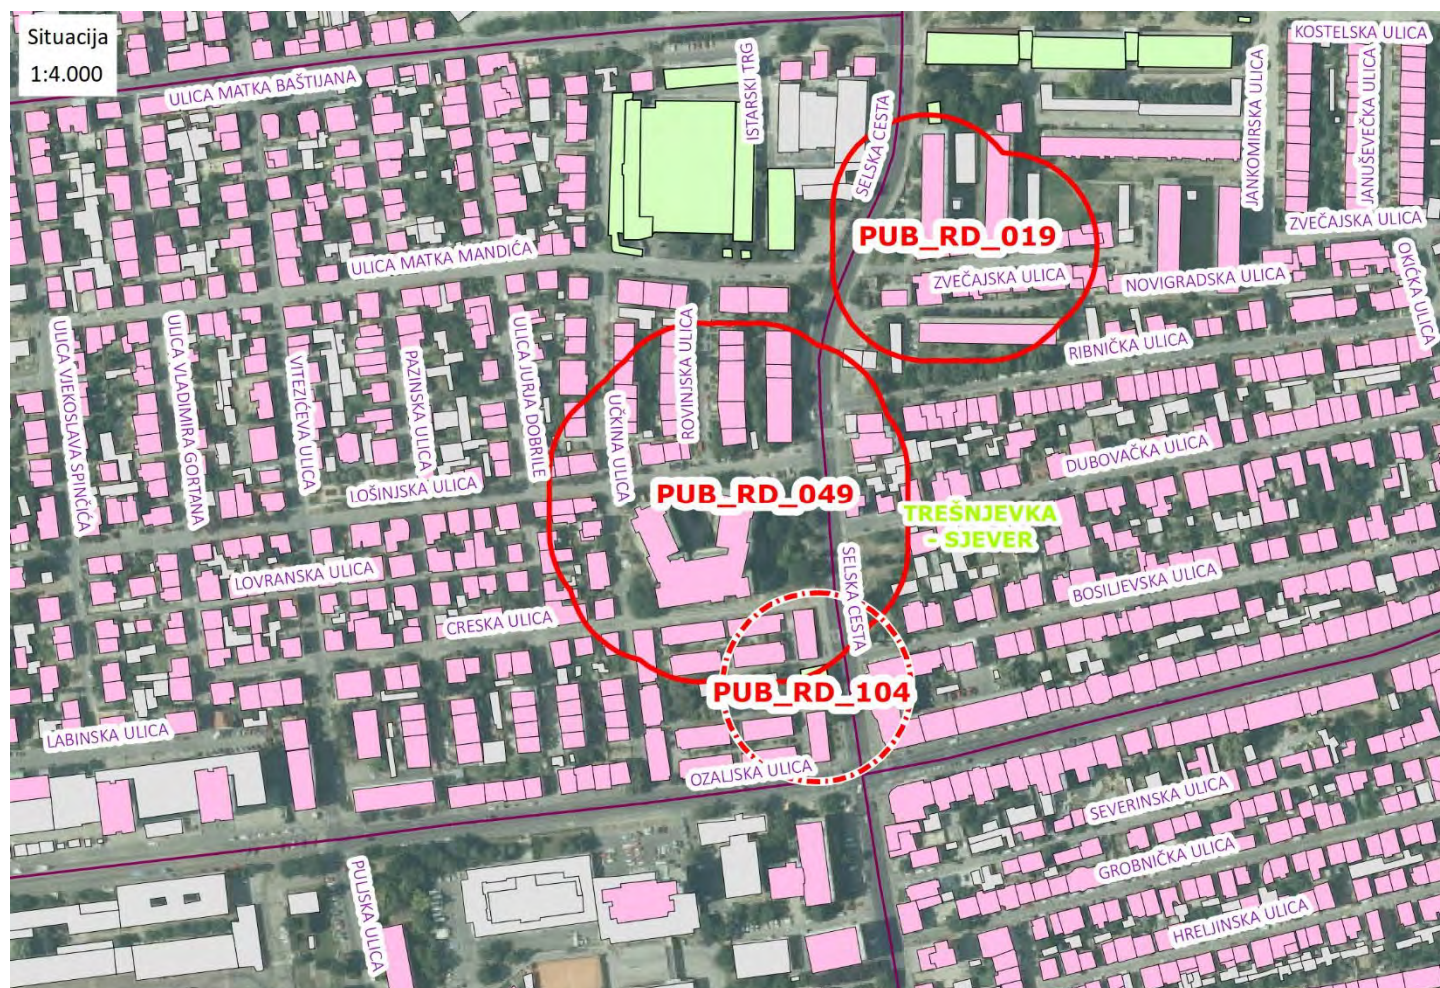 Situacija
1:4.000
KOSTELSKA ULICA
ULICA MATKA BAŠTIJANA
ISTARSKI TRG
SELSKA CESTA
JANKOMIRSKA ULICA
JANUŠEVEČKA ULICA
ZVEČAJSKA ULICA
PUB_RD_019
ULICA MATKA MANDIĆA
ZVEČAJSKA ULICA
NOVIGRADSKA ULICA
OKIĆKA ULICA
RIBNIČKA ULICA
ULICA VJEKOSLAVA SPINČIĆA
ULICA VLADIMIRA GORTANA
VITEZIĆEVA ULICA
PAZINSKA ULICA
ULICA JURJA DOBRILE
UČKINA ULICA
ROVINJSKA ULICA
DUBOVAČKA ULICA
LOŠINJSKA ULICA
PUB_RD_049
TREŠNJEVKA
- SJEVER
LOVRANSKA ULICA
SELSKA CESTA
BOSILJEVSKA ULICA
CRESKA ULICA
PUB_RD_104
LABINSKA ULICA
OZALJSKA ULICA
SEVERINSKA ULICA
GROBNIČKA ULICA
PULJSKA ULICA
HRELJINSKA ULICA